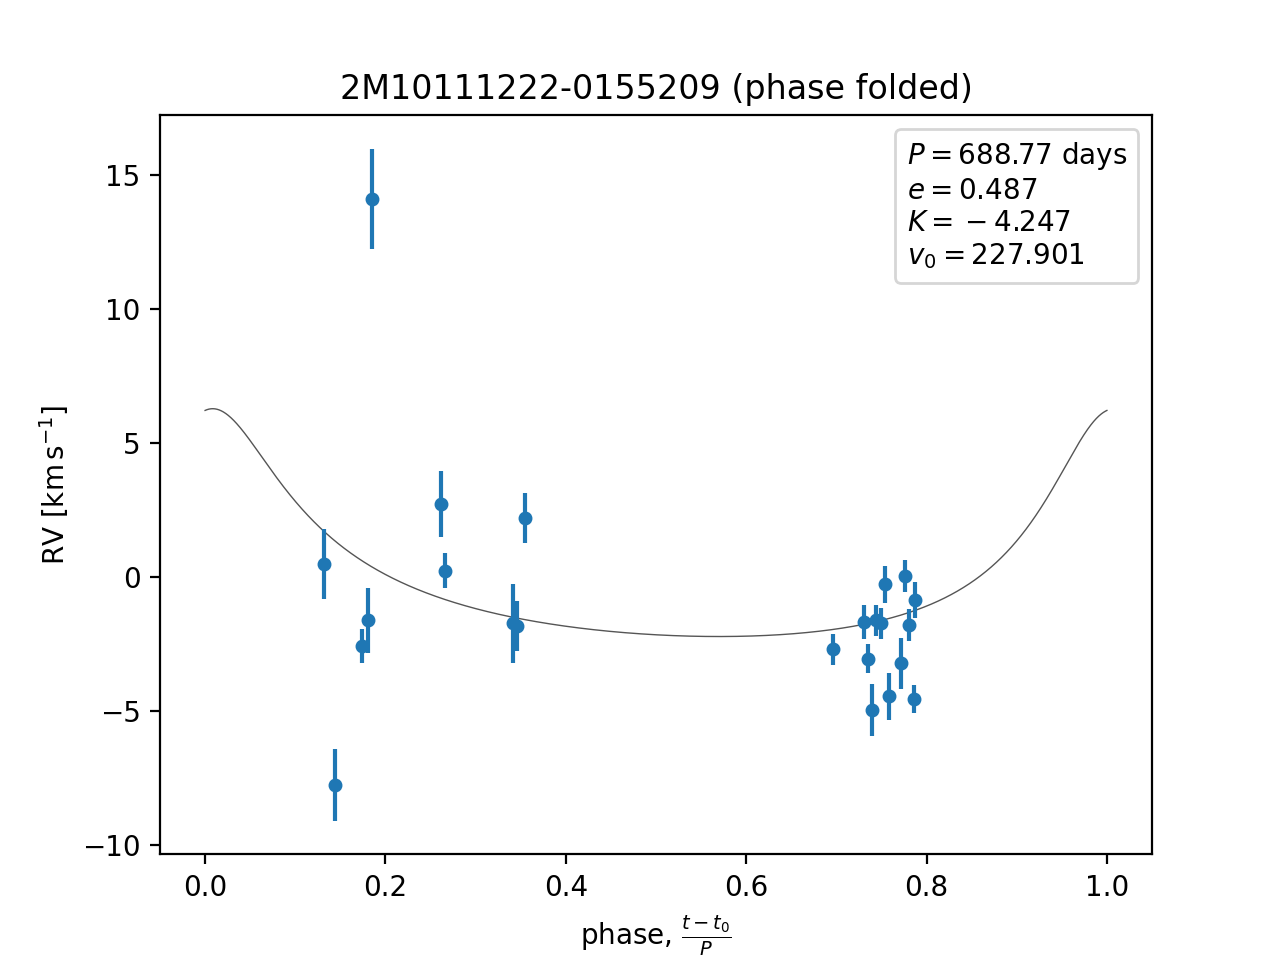 2M10111222-0155209 (phase folded)
P = 688.77 days
e = 0.487
K = −4.247
v₀ = 227.901
15
10
5
0
−5
−10
RV [km s⁻¹]
0.0 0.2 0.4 0.6 0.8 1.0
phase, (t − t₀)/P